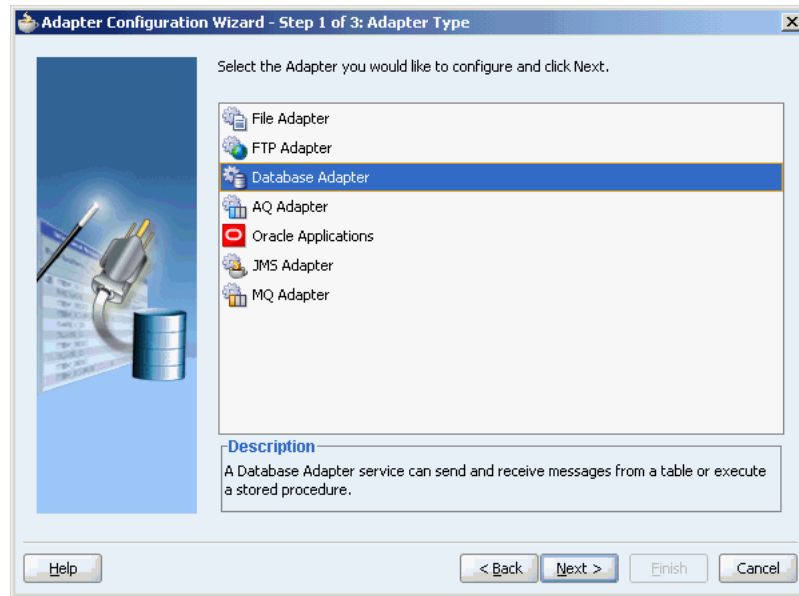 Adapter Configuration Wizard - Step 1 of 3: Adapter Type
Select the Adapter you would like to configure and click Next.
File Adapter
FTP Adapter
Database Adapter
AQ Adapter
Oracle Applications
JMS Adapter
MQ Adapter
Description
A Database Adapter service can send and receive messages from a table or execute
a stored procedure.
Help
< Back
Next >
Finish
Cancel